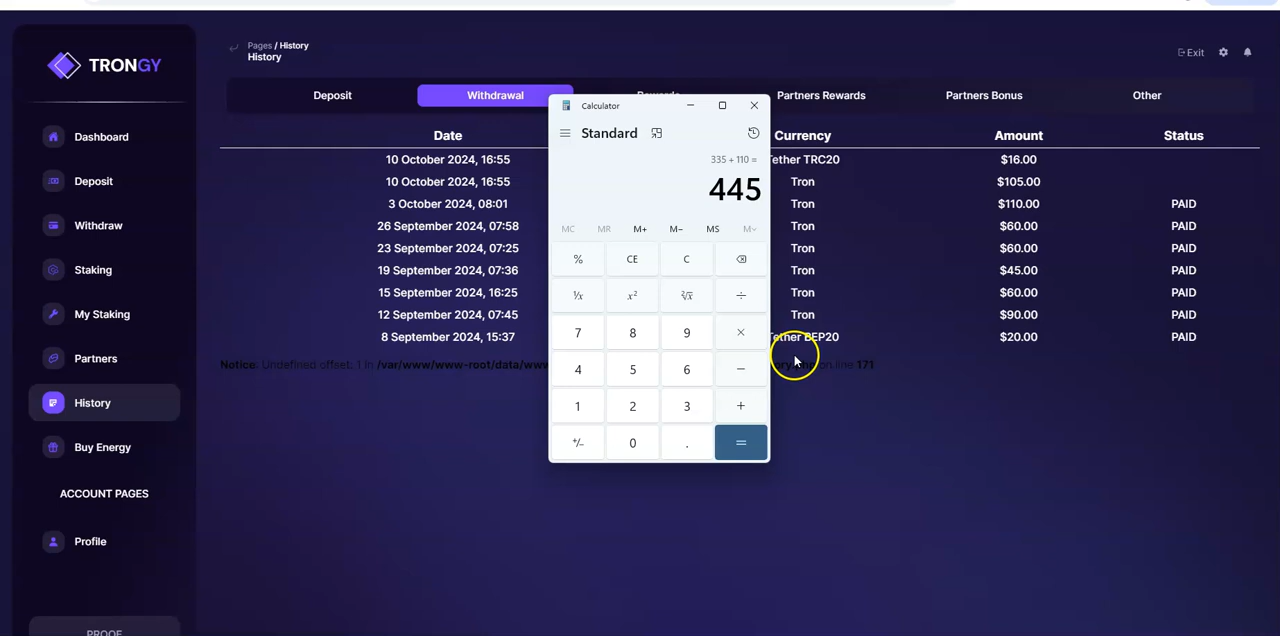 TRONGY
Pages / History
History
Exit
Deposit
Withdrawal
Partners Rewards
Partners Bonus
Other
Date
Currency
Amount
Status
10 October 2024, 16:55
Tether TRC20
$16.00
10 October 2024, 16:55
Tron
$105.00
3 October 2024, 08:01
Tron
$110.00
PAID
26 September 2024, 07:58
Tron
$60.00
PAID
23 September 2024, 07:25
Tron
$60.00
PAID
19 September 2024, 07:36
Tron
$45.00
PAID
15 September 2024, 16:25
Tron
$60.00
PAID
12 September 2024, 07:45
Tron
$90.00
PAID
8 September 2024, 15:37
Tether BEP20
$20.00
PAID
Notice: Undefined offset: 1 in /var/www/www-root/data/www
on line 171
Dashboard
Deposit
Withdraw
Staking
My Staking
Partners
History
Buy Energy
ACCOUNT PAGES
Profile
PROOF
Calculator
Standard
335 + 110 =
445
MC MR M+ M− MS M˅
% CE C
⅟x x² ²√x ÷
7 8 9 ×
4 5 6 −
1 2 3 +
+/− 0 . =